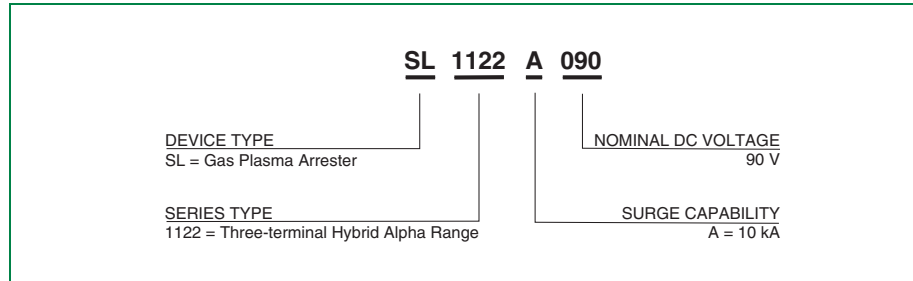 SL 1122 A 090
DEVICE TYPE
SL = Gas Plasma Arrester
NOMINAL DC VOLTAGE
90 V
SERIES TYPE
1122 = Three-terminal Hybrid Alpha Range
SURGE CAPABILITY
A = 10 kA